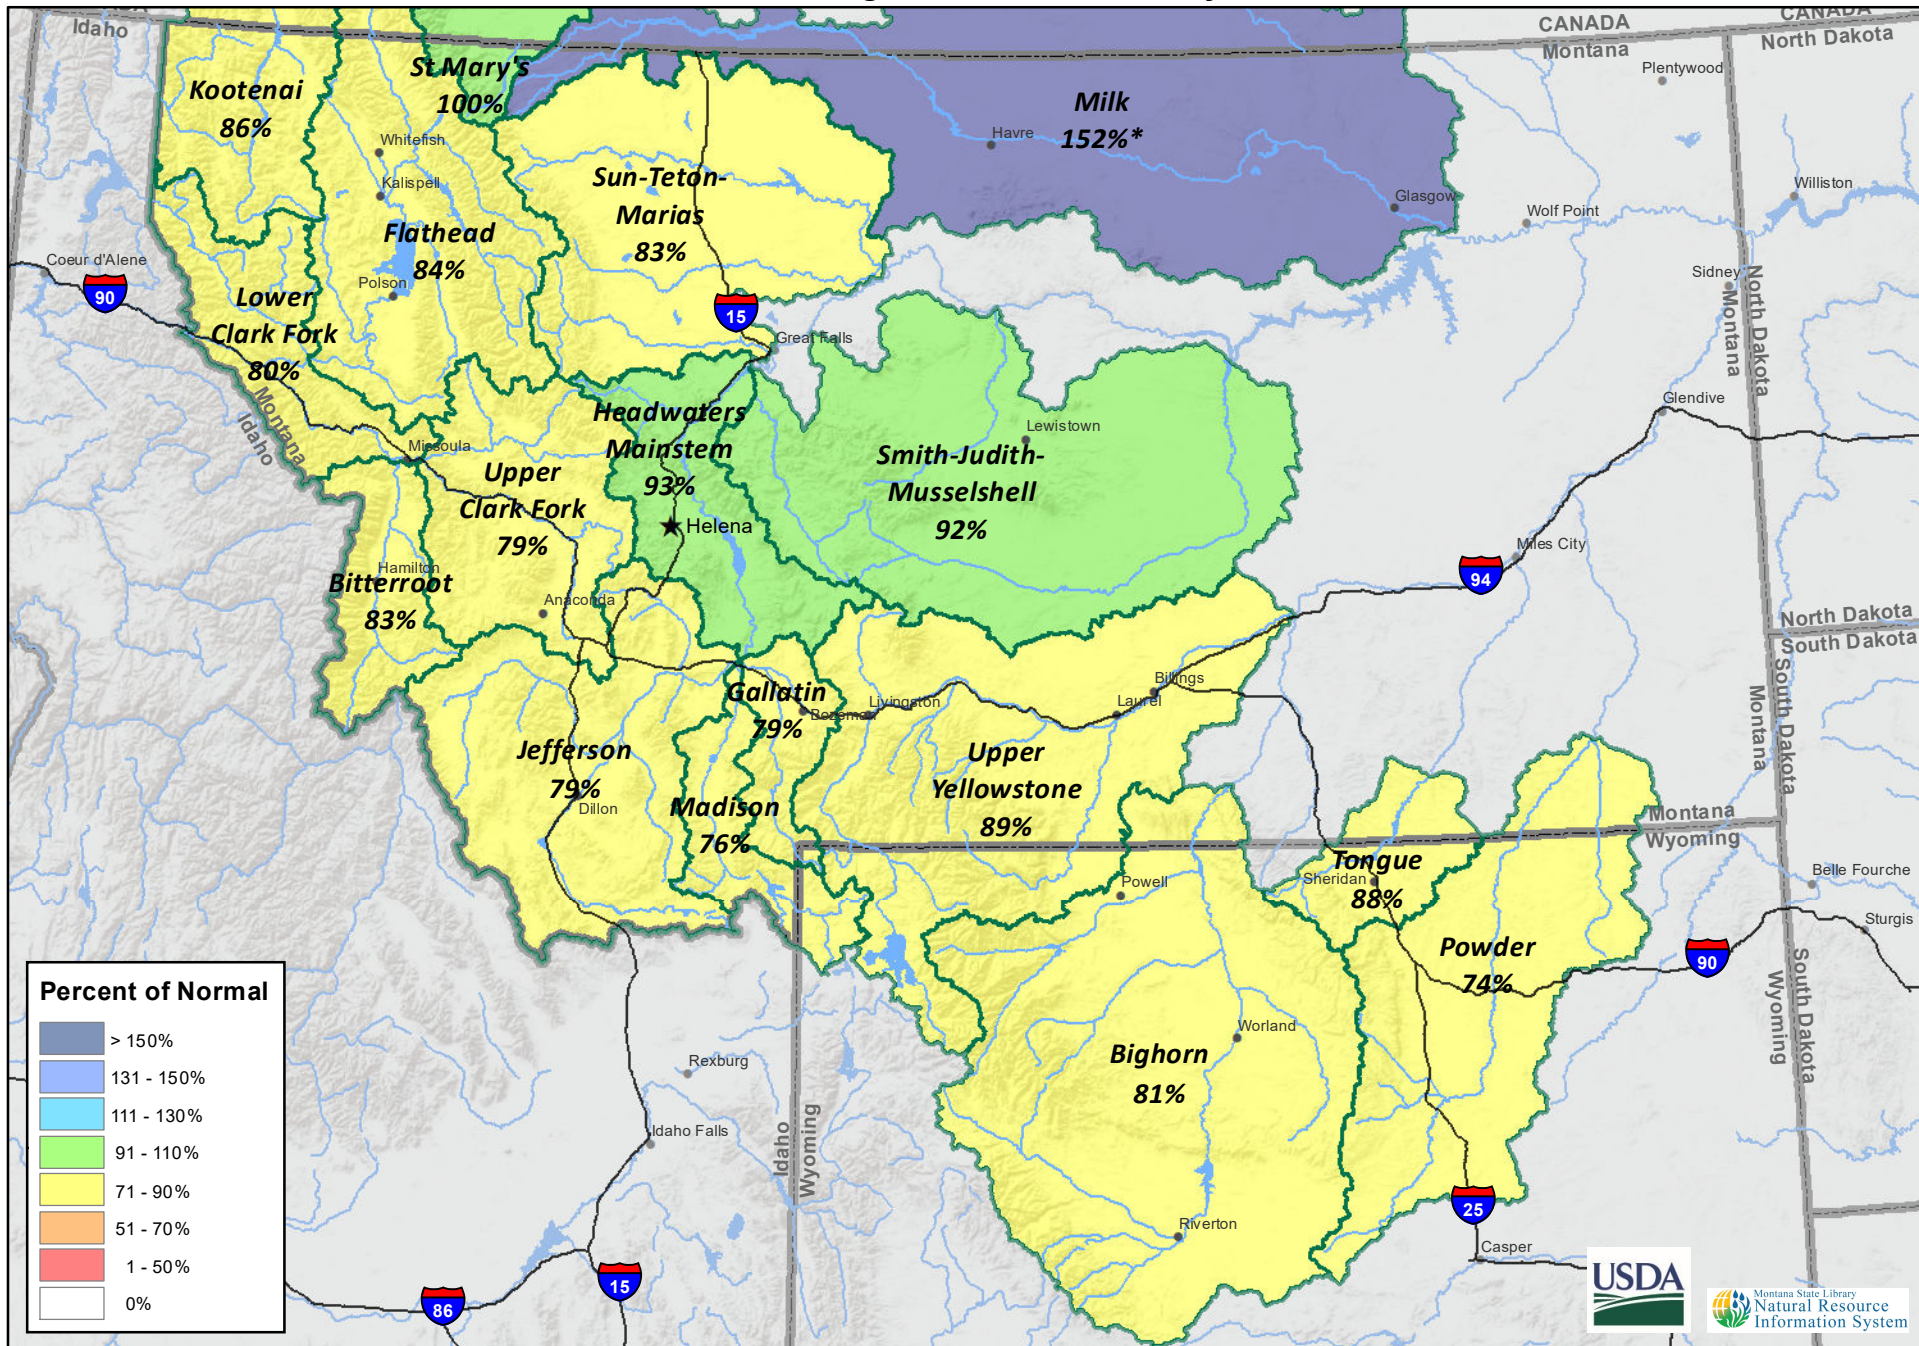 CANADA
Idaho
CANADA
Montana
CANADA
North Dakota
Kootenai
86%
St Mary's
100%
Milk
152%*
Plentywood
Havre
Whitefish
Kalispell
Sun-Teton-
Marias
83%
Glasgow
Wolf Point
Williston
Flathead
84%
Coeur d'Alene
90
Polson
Lower
Clark Fork
80%
15
Great Falls
Sidney
Montana
North Dakota
Montana
Idaho
Headwaters
Mainstem
93%
Helena
Lewistown
Smith-Judith-
Musselshell
92%
Glendive
Missoula
Upper
Clark Fork
79%
Miles City
94
Hamilton
Bitterroot
83%
Anaconda
North Dakota
South Dakota
Gallatin
79%
Bozeman
Livingston
Billings
Laurel
Montana
South Dakota
Jefferson
79%
Dillon
Madison
76%
Upper
Yellowstone
89%
Montana
Wyoming
Tongue
88%
Sheridan
Powell
Belle Fourche
Sturgis
Powder
74%
90
South Dakota
Wyoming
Worland
Bighorn
81%
Rexburg
Idaho Falls
Idaho
Wyoming
Riverton
25
Casper
15
86
Percent of Normal
> 150%
131 - 150%
111 - 130%
91 - 110%
71 - 90%
51 - 70%
1 - 50%
0%
USDA
Montana State Library
Natural Resource
Information System